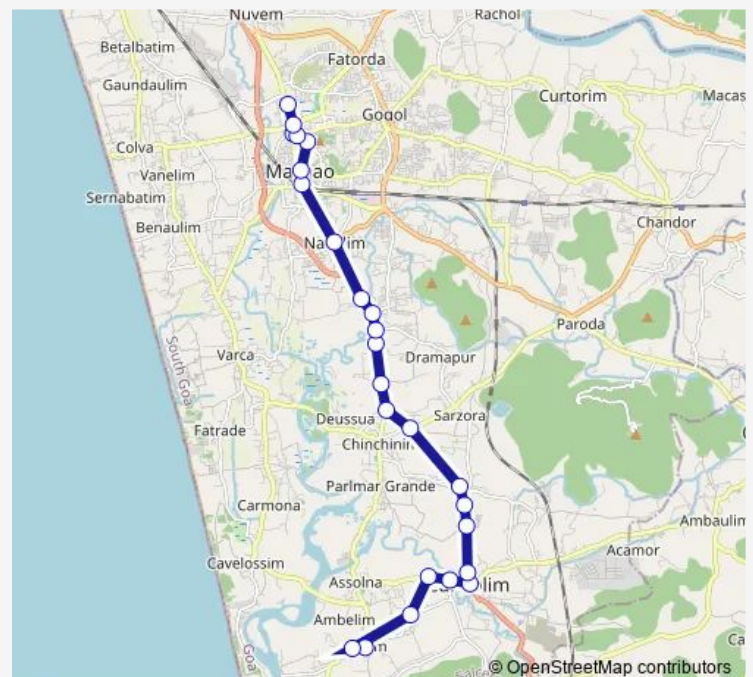 Nuvem
Rachol
Betalbatim
Fatorda
Gaundaulim
Curtorim
Macas
Gogol
Colva
Vanelim
Sernabatim
Chandor
Benaulim
Paroda
Varca
Dramapur
South Goa
Deussua
Sarzora
Fatrade
Chinchinim
Parlmar Grande
Carmona
Ambaulim
Acamor
Cavelossim
Assolna
Ambelim
Goa
© OpenStreetMap contributors